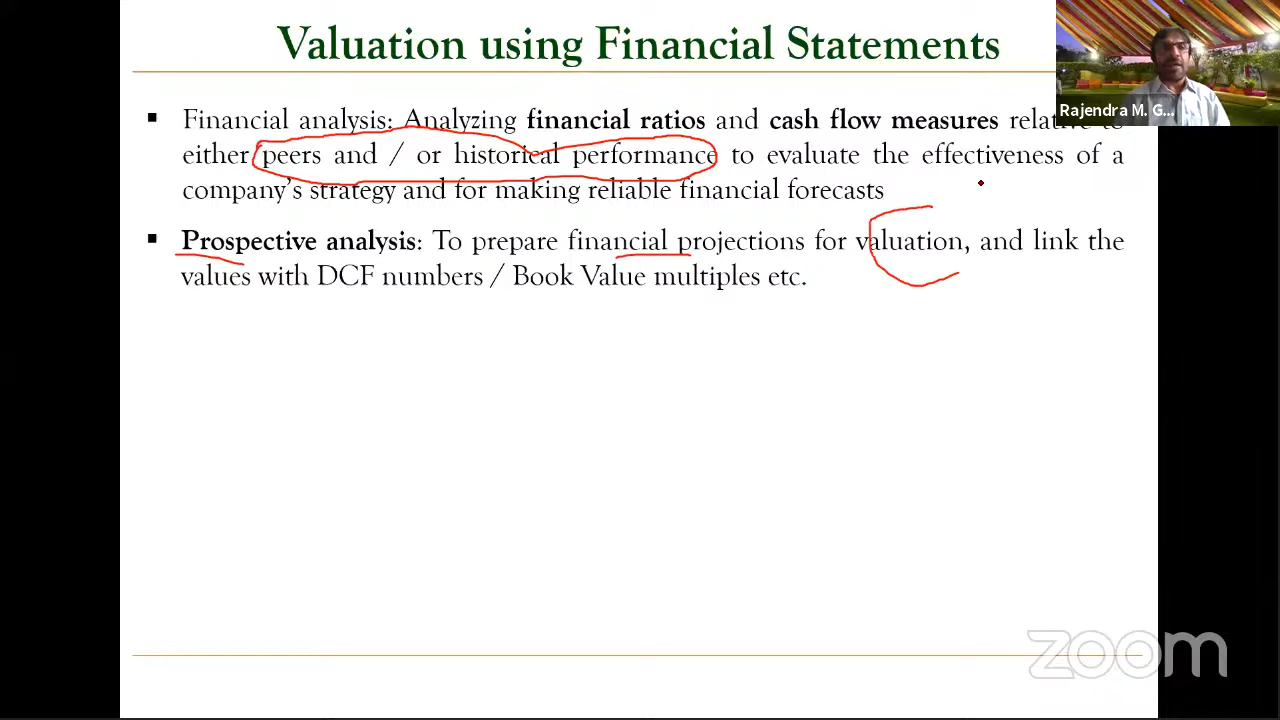 Valuation using Financial Statements
Rajendra M. G...
▪ Financial analysis: Analyzing financial ratios and cash flow measures relative to
either peers and / or historical performance to evaluate the effectiveness of a
company's strategy and for making reliable financial forecasts
▪ Prospective analysis: To prepare financial projections for valuation, and link the
values with DCF numbers / Book Value multiples etc.
zoom